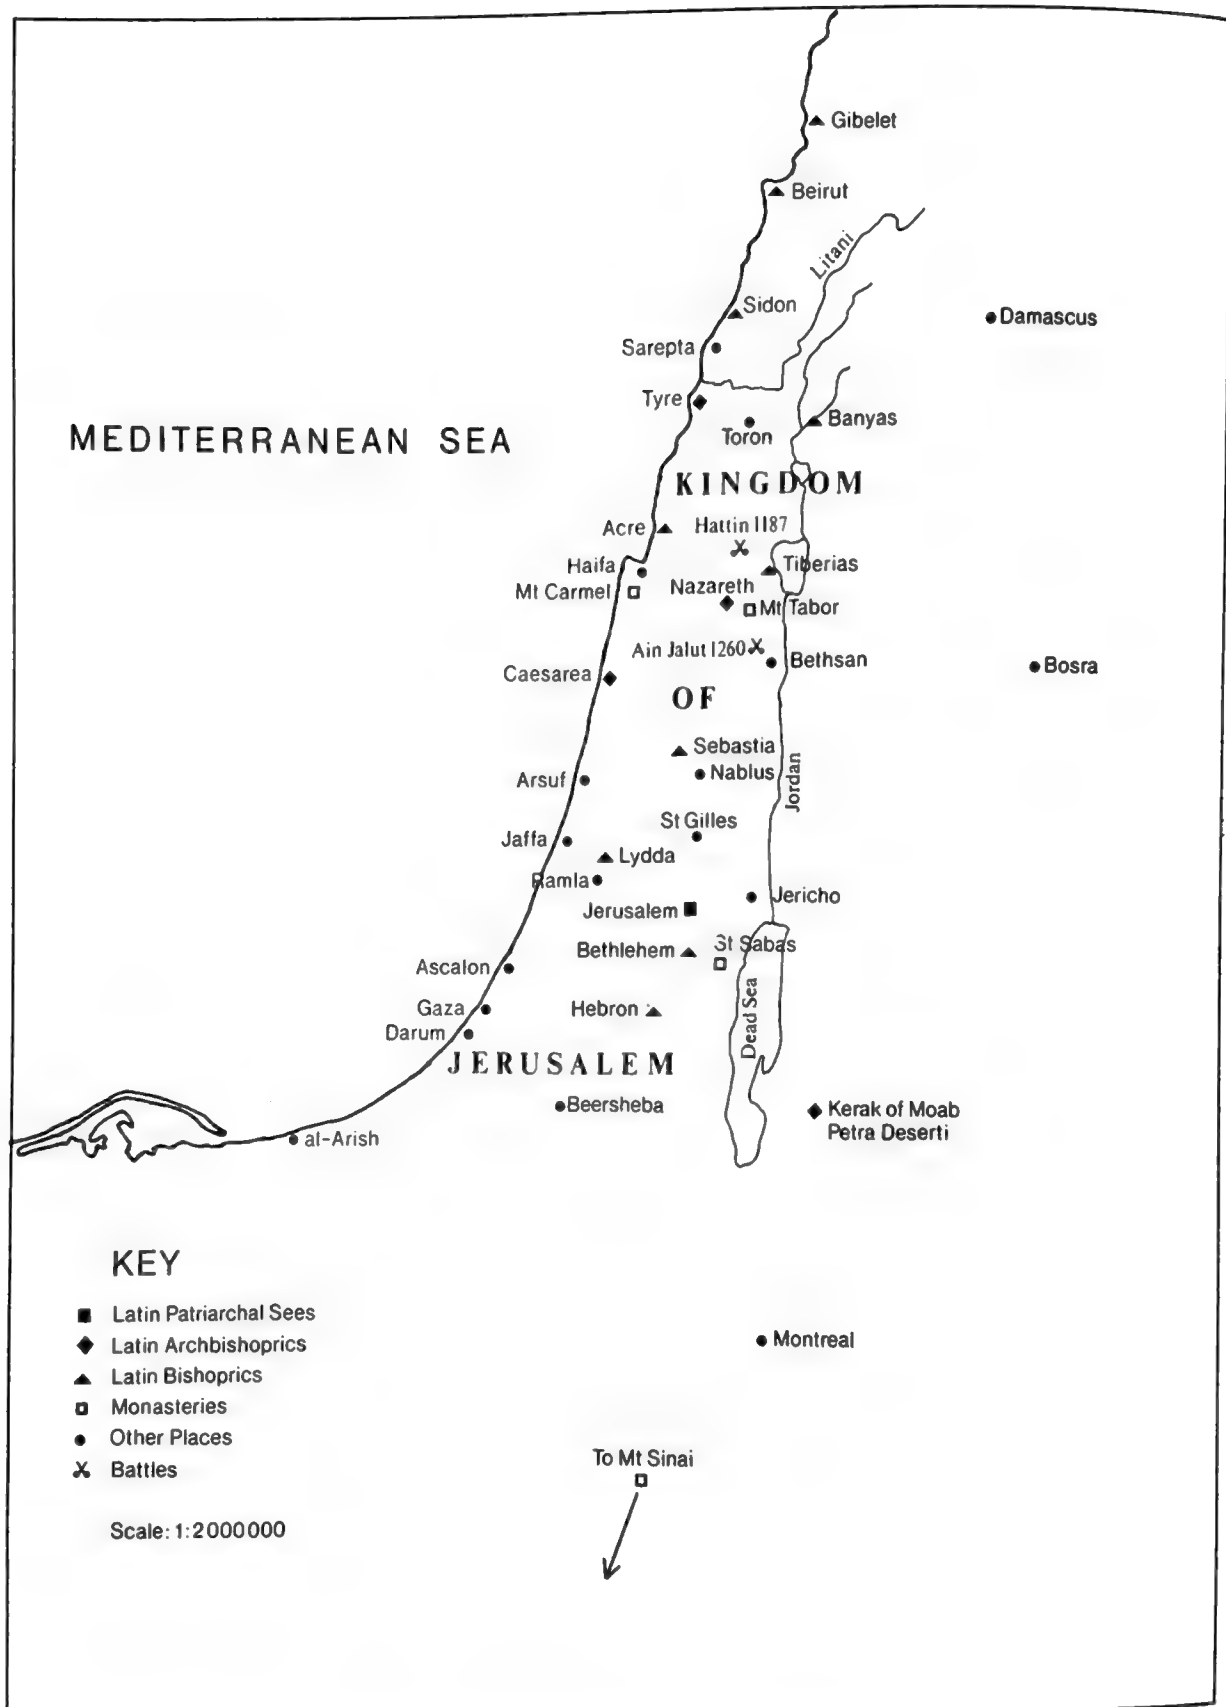 Gibelet
Beirut
Litani
Sidon
Damascus
Sarepta
Tyre
Banyas
Toron
MEDITERRANEAN SEA
KINGDOM
Acre
Hattin 1187
Haifa
Tiberias
Mt Carmel
Nazareth
Mt Tabor
Ain Jalut 1260
Bethsan
Bosra
Caesarea
OF
Sebastia
Nablus
Jordan
Arsuf
St Gilles
Jaffa
Lydda
Ramla
Jericho
Jerusalem
St Sabas
Bethlehem
Ascalon
Dead Sea
Gaza
Hebron
Darum
JERUSALEM
Beersheba
Kerak of Moab
Petra Deserti
al-Arish
KEY
Latin Patriarchal Sees
Latin Archbishoprics
Latin Bishoprics
Monasteries
Other Places
Battles
Scale: 1:2000000
Montreal
To Mt Sinai